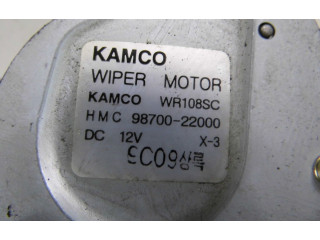 KAMCO
WIPER MOTOR
KAMCO WR108SC
HMC 98700-22000
DC 12V X-3